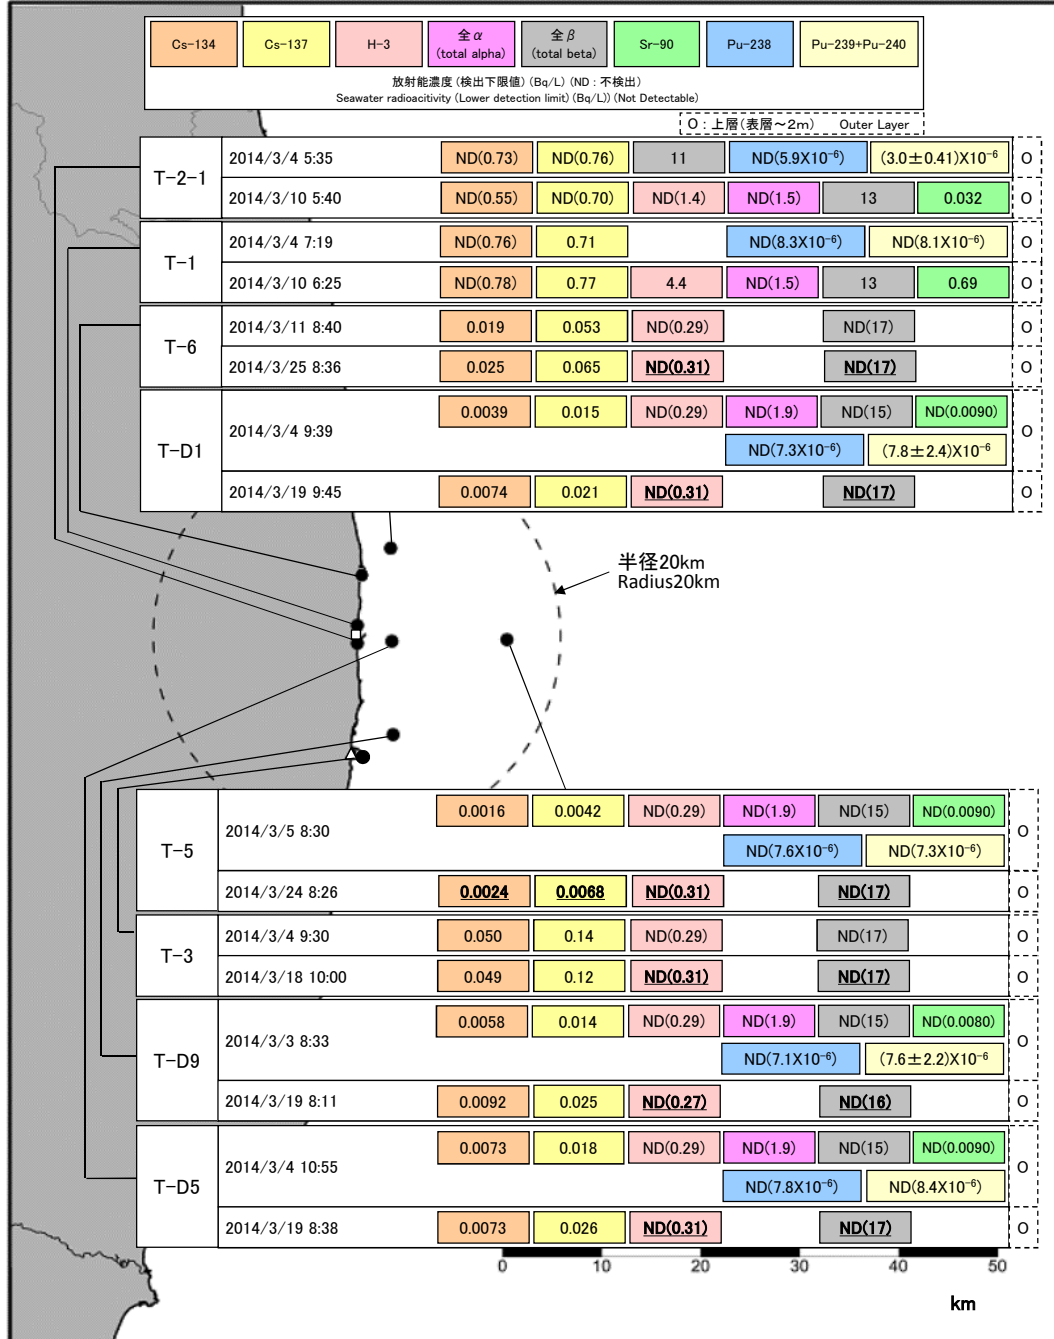 Cs-134 Cs-137 H-3 全α (total alpha) 全β (total beta) Sr-90 Pu-238 Pu-239+Pu-240
放射能濃度(検出下限値)(Bq/L)(ND:不検出)
Seawater radioacitivity (Lower detection limit) (Bq/L)) (Not Detectable)
O:上層(表層~2m) Outer Layer
T-2-1
2014/3/4 5:35 ND(0.73) ND(0.76) 11 ND(5.9X10⁻⁶) (3.0±0.41)X10⁻⁶ O
2014/3/10 5:40 ND(0.55) ND(0.70) ND(1.4) ND(1.5) 13 0.032 O
T-1
2014/3/4 7:19 ND(0.76) 0.71 ND(8.3X10⁻⁶) ND(8.1X10⁻⁶) O
2014/3/10 6:25 ND(0.78) 0.77 4.4 ND(1.5) 13 0.69 O
T-6
2014/3/11 8:40 0.019 0.053 ND(0.29) ND(17) O
2014/3/25 8:36 0.025 0.065 ND(0.31) ND(17) O
T-D1
2014/3/4 9:39 0.0039 0.015 ND(0.29) ND(1.9) ND(15) ND(0.0090) O
ND(7.3X10⁻⁶) (7.8±2.4)X10⁻⁶
2014/3/19 9:45 0.0074 0.021 ND(0.31) ND(17) O
半径20km
Radius20km
T-5
2014/3/5 8:30 0.0016 0.0042 ND(0.29) ND(1.9) ND(15) ND(0.0090) O
ND(7.6X10⁻⁶) ND(7.3X10⁻⁶)
2014/3/24 8:26 0.0024 0.0068 ND(0.31) ND(17) O
T-3
2014/3/4 9:30 0.050 0.14 ND(0.29) ND(17) O
2014/3/18 10:00 0.049 0.12 ND(0.31) ND(17) O
T-D9
2014/3/3 8:33 0.0058 0.014 ND(0.29) ND(1.9) ND(15) ND(0.0080) O
ND(7.1X10⁻⁶) (7.6±2.2)X10⁻⁶
2014/3/19 8:11 0.0092 0.025 ND(0.27) ND(16) O
T-D5
2014/3/4 10:55 0.0073 0.018 ND(0.29) ND(1.9) ND(15) ND(0.0090) O
ND(7.8X10⁻⁶) ND(8.4X10⁻⁶)
2014/3/19 8:38 0.0073 0.026 ND(0.31) ND(17) O
0 10 20 30 40 50
km